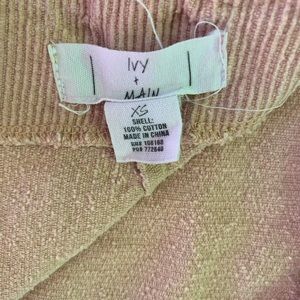 Ivy
+
MAIN
XS
SHELL:
100% COTTON
MADE IN CHINA